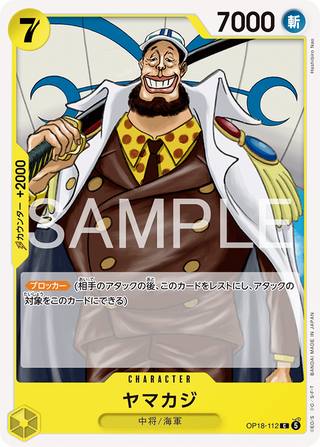 7
7000
斬
Hoshibiro Nao
カウンター +2000
SAMPLE
ブロッカー (相手のアタックの後、このカードをレストにし、アタックの
対象をこのカードにできる)
CHARACTER
ヤマカジ
中将/海軍
OP18-112 C 5
BANDAI MADE IN JAPAN